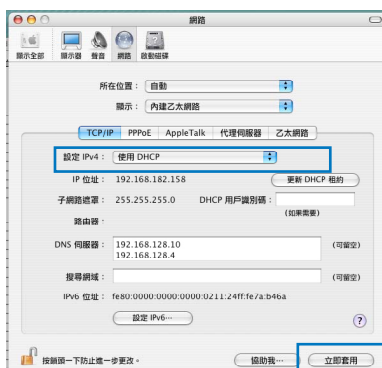 網路
顯示全部 顯示器 聲音 網路 啟動磁碟
所在位置： 自動
顯示： 內建乙太網路
TCP/IP PPPoE AppleTalk 代理伺服器 乙太網路
設定 IPv4： 使用 DHCP
IP 位址： 192.168.182.158 更新 DHCP 租約
子網路遮罩： 255.255.255.0 DHCP 用戶識別碼：
(如果需要)
路由器：
DNS 伺服器： 192.168.128.10 (可留空)
192.168.128.4
搜尋網域： (可留空)
IPv6 位址： fe80:0000:0000:0000:0211:24ff:fe7a:b46a
設定 IPv6⋯ ?
按鎖頭一下防止進一步更改。 協助我⋯ 立即套用